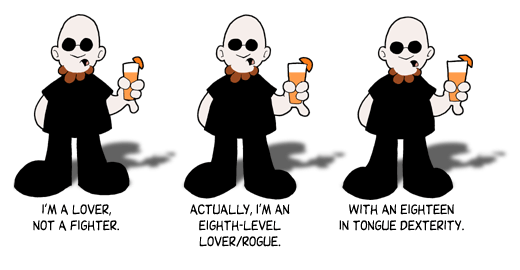 I'M A LOVER,
NOT A FIGHTER.
ACTUALLY, I'M AN
EIGHTH-LEVEL
LOVER/ROGUE.
WITH AN EIGHTEEN
IN TONGUE DEXTERITY.